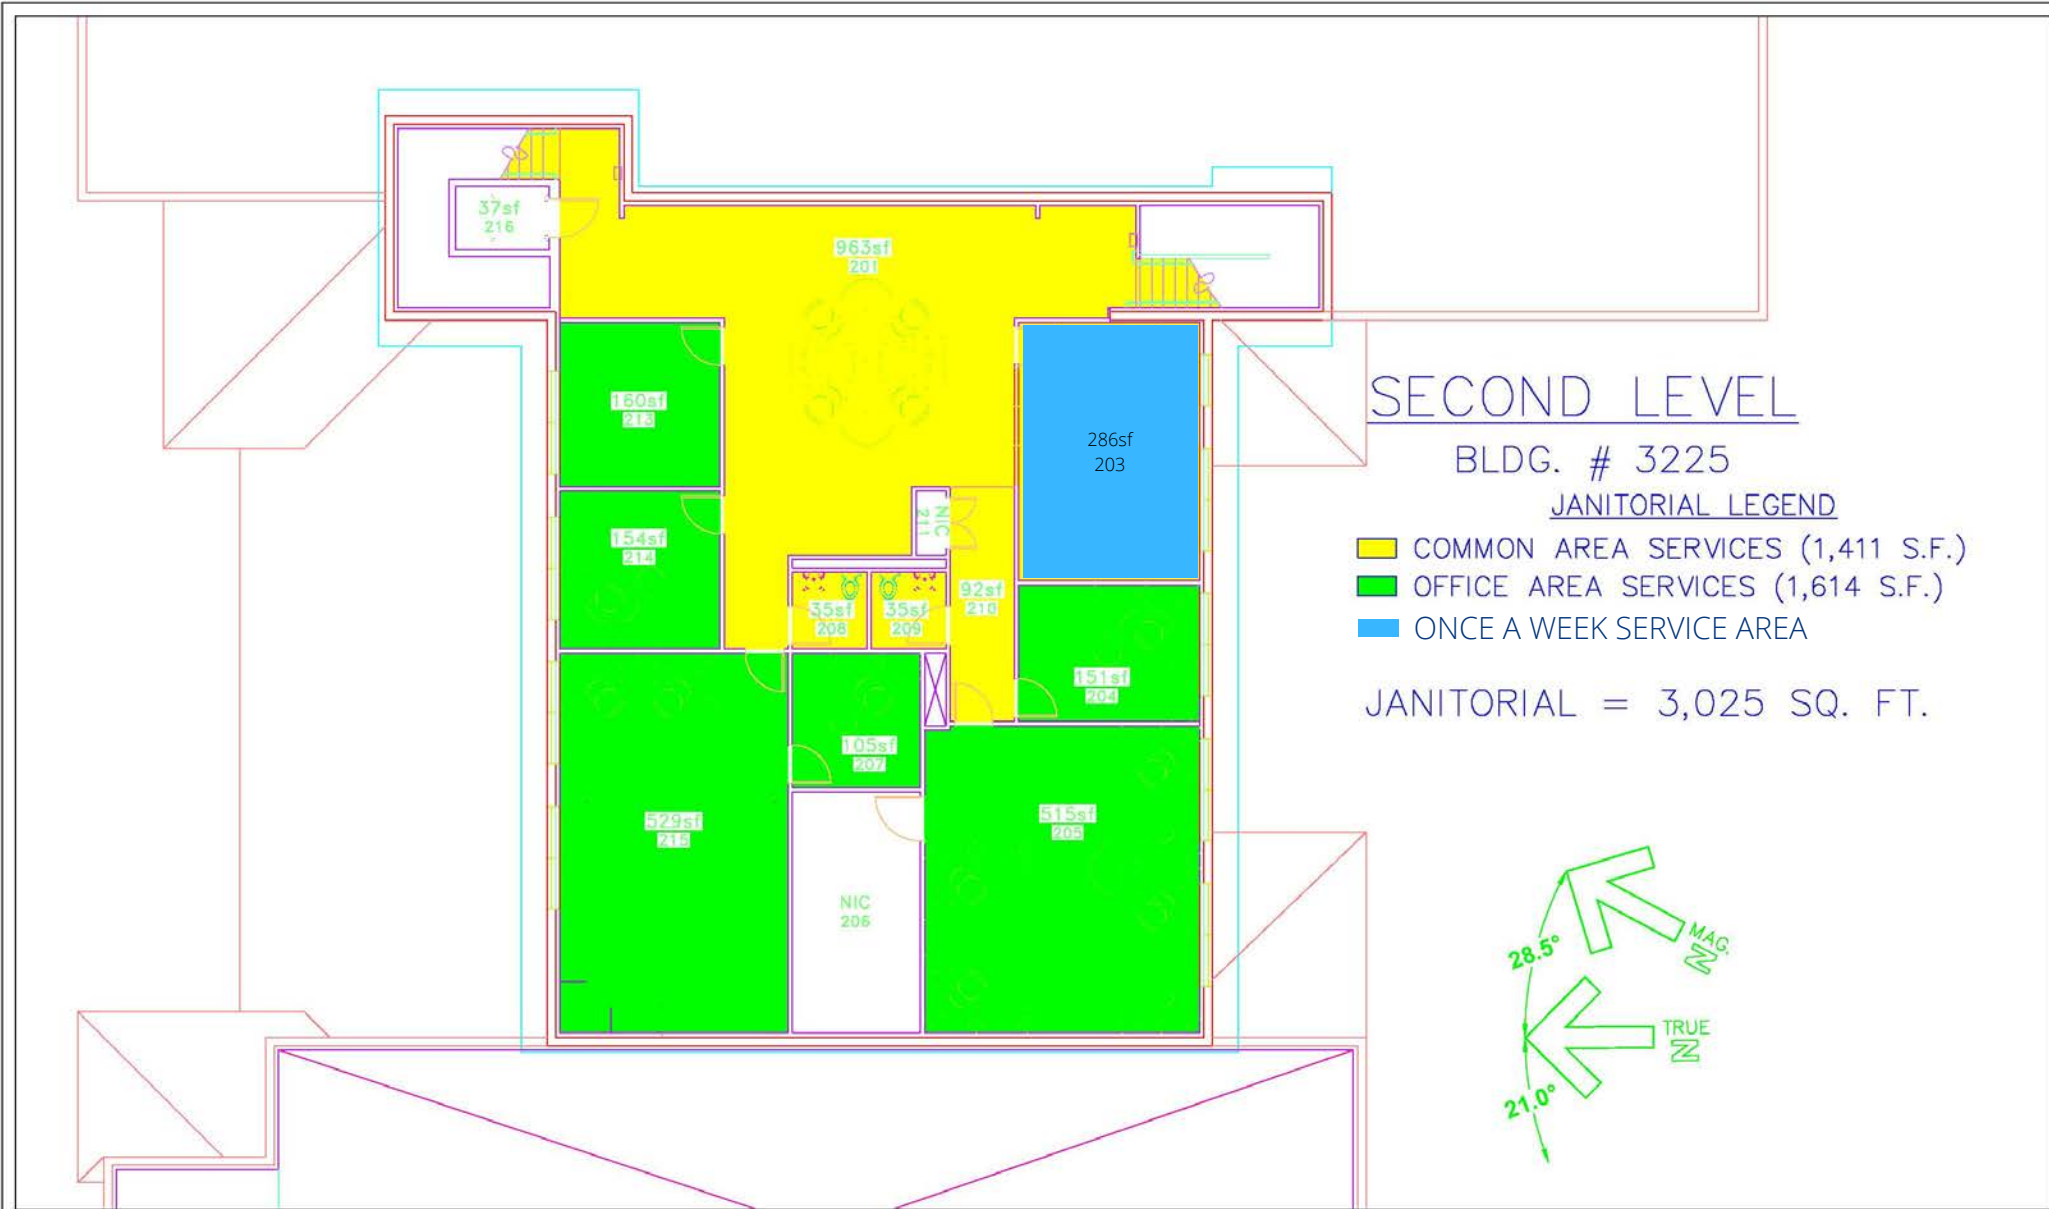 37sf
216
963sf
201
160sf
213
286sf
203
NIC
211
154sf
214
35sf
208
35sf
209
92sf
210
151sf
204
105sf
207
529sf
215
515sf
205
NIC
206
SECOND LEVEL
BLDG. # 3225
JANITORIAL LEGEND
COMMON AREA SERVICES (1,411 S.F.)
OFFICE AREA SERVICES (1,614 S.F.)
ONCE A WEEK SERVICE AREA
JANITORIAL = 3,025 SQ. FT.
MAG.
N
28.5°
TRUE
N
21.0°